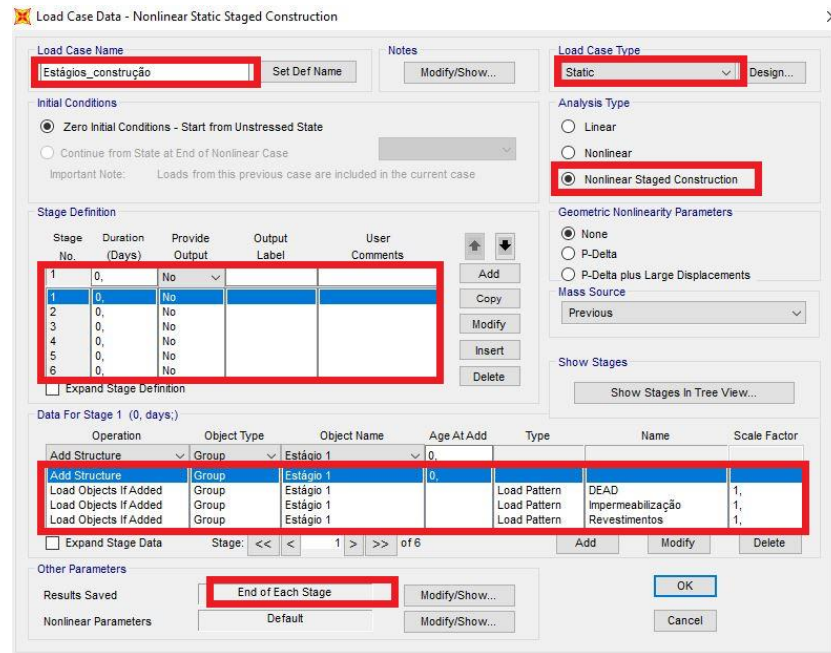 Load Case Data - Nonlinear Static Staged Construction
Load Case Name
Notes
Load Case Type
Estágios_construção
Set Def Name
Modify/Show...
Static
Design...
Initial Conditions
Analysis Type
Zero Initial Conditions - Start from Unstressed State
Linear
Continue from State at End of Nonlinear Case
Nonlinear
Important Note: Loads from this previous case are included in the current case
Nonlinear Staged Construction
Stage Definition
Geometric Nonlinearity Parameters
Stage Duration Provide Output User
No. (Days) Output Label Comments
None
P-Delta
P-Delta plus Large Displacements
1 0, No
Add
1 0, No
Copy
2 0, No
3 0, No
Modify
4 0, No
Insert
5 0, No
6 0, No
Delete
Mass Source
Previous
Show Stages
Show Stages In Tree View...
Expand Stage Definition
Data For Stage 1 (0, days;)
Operation Object Type Object Name Age At Add Type Name Scale Factor
Add Structure Group Estágio 1 0,
Add Structure Group Estágio 1 0,
Load Objects If Added Group Estágio 1 Load Pattern DEAD 1,
Load Objects If Added Group Estágio 1 Load Pattern Impermeabilização 1,
Load Objects If Added Group Estágio 1 Load Pattern Revestimentos 1,
Expand Stage Data Stage: << < 1 > >> of 6 Add Modify Delete
Other Parameters
Results Saved End of Each Stage Modify/Show...
OK
Nonlinear Parameters Default Modify/Show...
Cancel